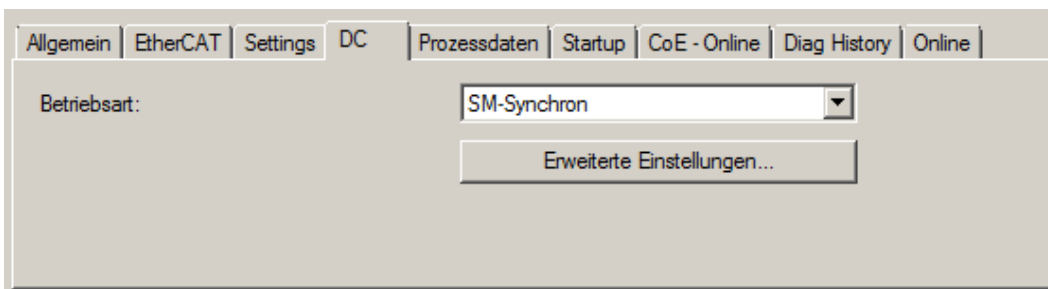 Allgemein EtherCAT Settings DC Prozessdaten Startup CoE - Online Diag History Online
Betriebsart: SM-Synchron
Erweiterte Einstellungen...